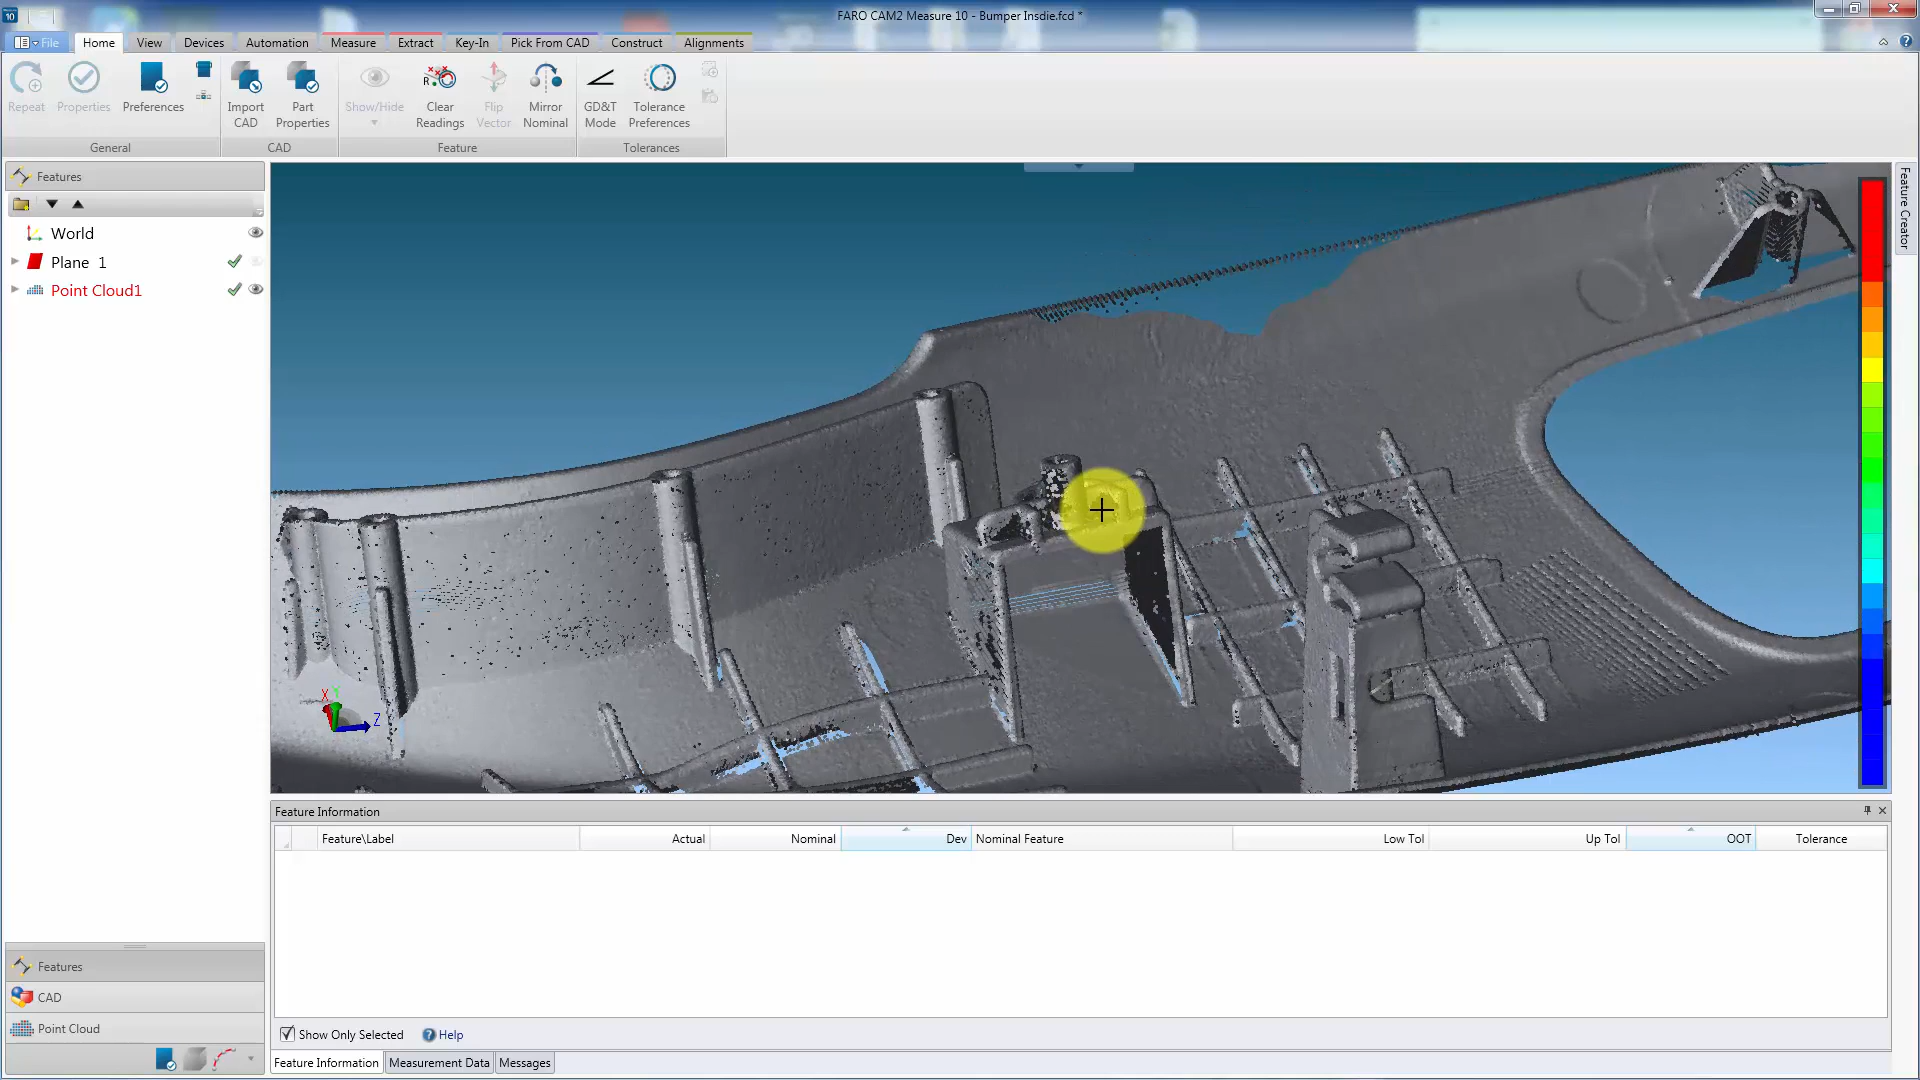 10
FARO CAM2 Measure 10 - Bumper Insdie.fcd *
File
Home
View
Devices
Automation
Measure
Extract
Key-In
Pick From CAD
Construct
Alignments
Repeat
Properties
Preferences
Import CAD
Part Properties
Show/Hide
Clear Readings
Flip Vector
Mirror Nominal
GD&T Mode
Tolerance Preferences
General
CAD
Feature
Tolerances
Features
World
Plane 1
Point Cloud1
Feature Creator
X
Y
Z
Feature Information
Feature\Label
Actual
Nominal
Dev
Nominal Feature
Low Tol
Up Tol
OOT
Tolerance
Features
CAD
Point Cloud
Show Only Selected
Help
Feature Information
Measurement Data
Messages